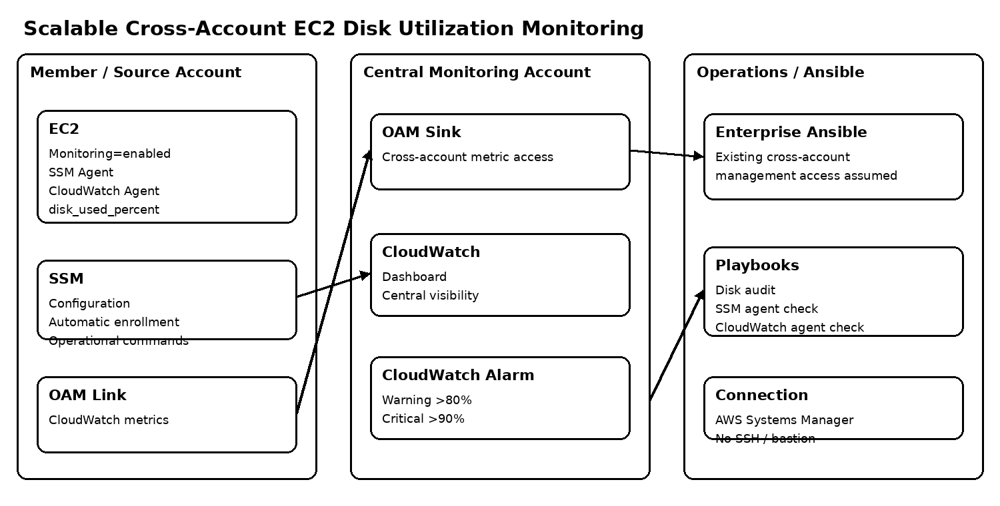 Scalable Cross-Account EC2 Disk Utilization Monitoring
Member / Source Account
EC2
Monitoring=enabled
SSM Agent
CloudWatch Agent
disk_used_percent
SSM
Configuration
Automatic enrollment
Operational commands
OAM Link
CloudWatch metrics
Central Monitoring Account
OAM Sink
Cross-account metric access
CloudWatch
Dashboard
Central visibility
CloudWatch Alarm
Warning >80%
Critical >90%
Operations / Ansible
Enterprise Ansible
Existing cross-account
management access assumed
Playbooks
Disk audit
SSM agent check
CloudWatch agent check
Connection
AWS Systems Manager
No SSH / bastion